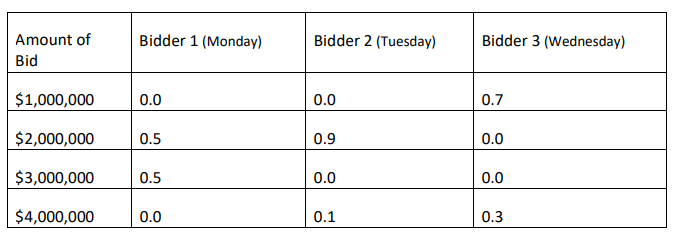 Amount of Bid Bidder 1 (Monday) Bidder 2 (Tuesday) Bidder 3 (Wednesday)
$1,000,000 0.0 0.0 0.7
$2,000,000 0.5 0.9 0.0
$3,000,000 0.5 0.0 0.0
$4,000,000 0.0 0.1 0.3